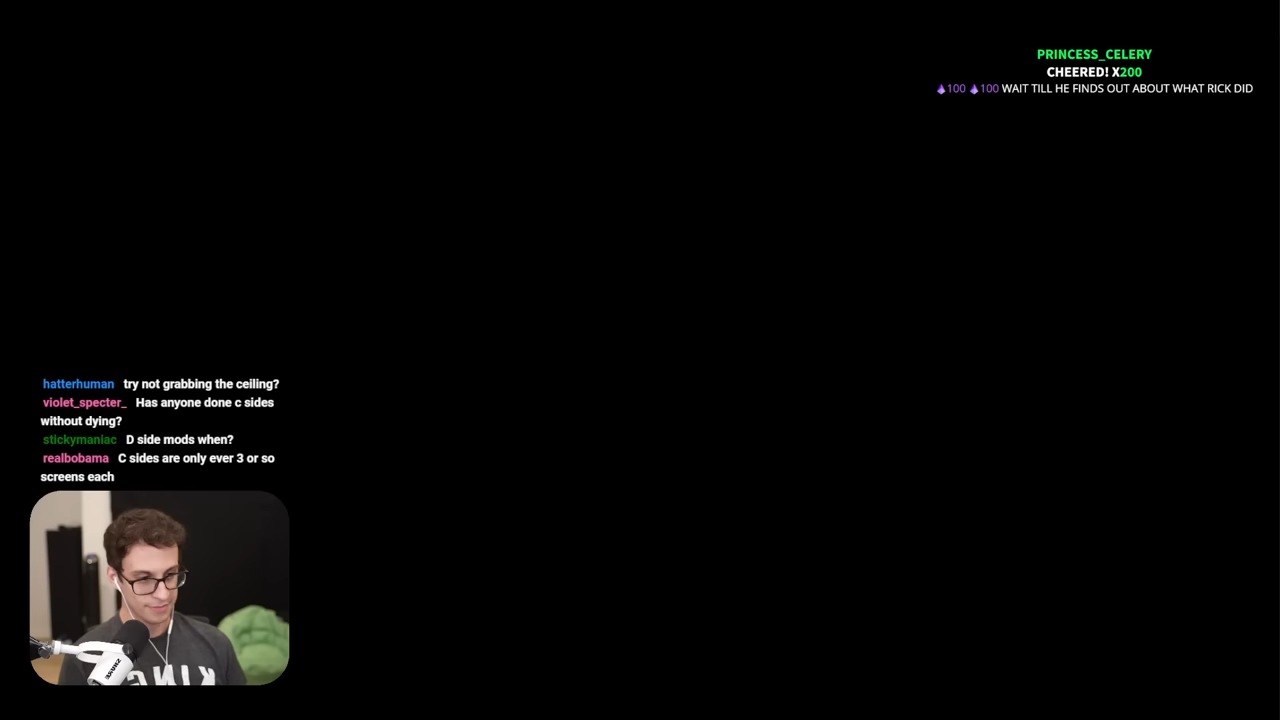 PRINCESS_CELERY
CHEERED! X200
100 100 WAIT TILL HE FINDS OUT ABOUT WHAT RICK DID
hatterhuman try not grabbing the ceiling?
violet_specter_ Has anyone done c sides
without dying?
stickymaniac D side mods when?
realbobama C sides are only ever 3 or so
screens each
SHURE
KING